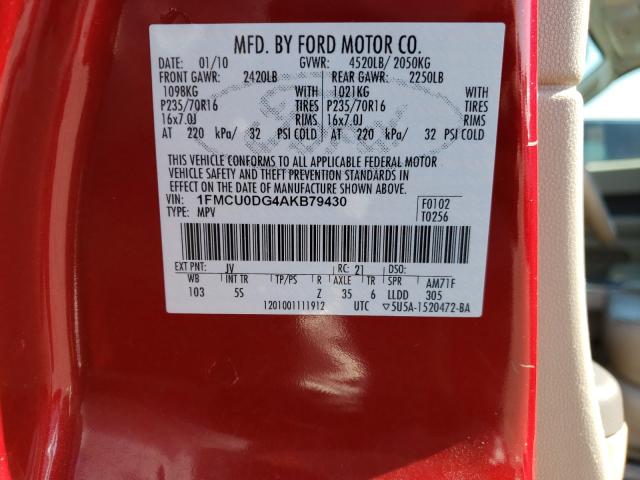 MFD. BY FORD MOTOR CO.
DATE: 01/10 GVWR: 4520LB/ 2050KG
FRONT GAWR: 2420LB REAR GAWR: 2250LB
1098KG WITH 1021KG WITH
P235/70R16 TIRES P235/70R16 TIRES
16x7.0J RIMS 16x7.0J RIMS
AT 220 kPa/ 32 PSI COLD AT 220 kPa/ 32 PSI COLD
THIS VEHICLE CONFORMS TO ALL APPLICABLE FEDERAL MOTOR
VEHICLE SAFETY AND THEFT PREVENTION STANDARDS IN
EFFECT ON THE DATE OF MANUFACTURE SHOWN ABOVE.
VIN: 1FMCU0DG4AKB79430 F0102
TYPE: MPV T0256
EXT PNT: JV RC: 21 DSO:
WB INT TR TP/PS R AXLE TR SPR AM71F
103 5S Z 35 6 LLDD 305
1201001111912 UTC ▽5U5A-1520472-BA